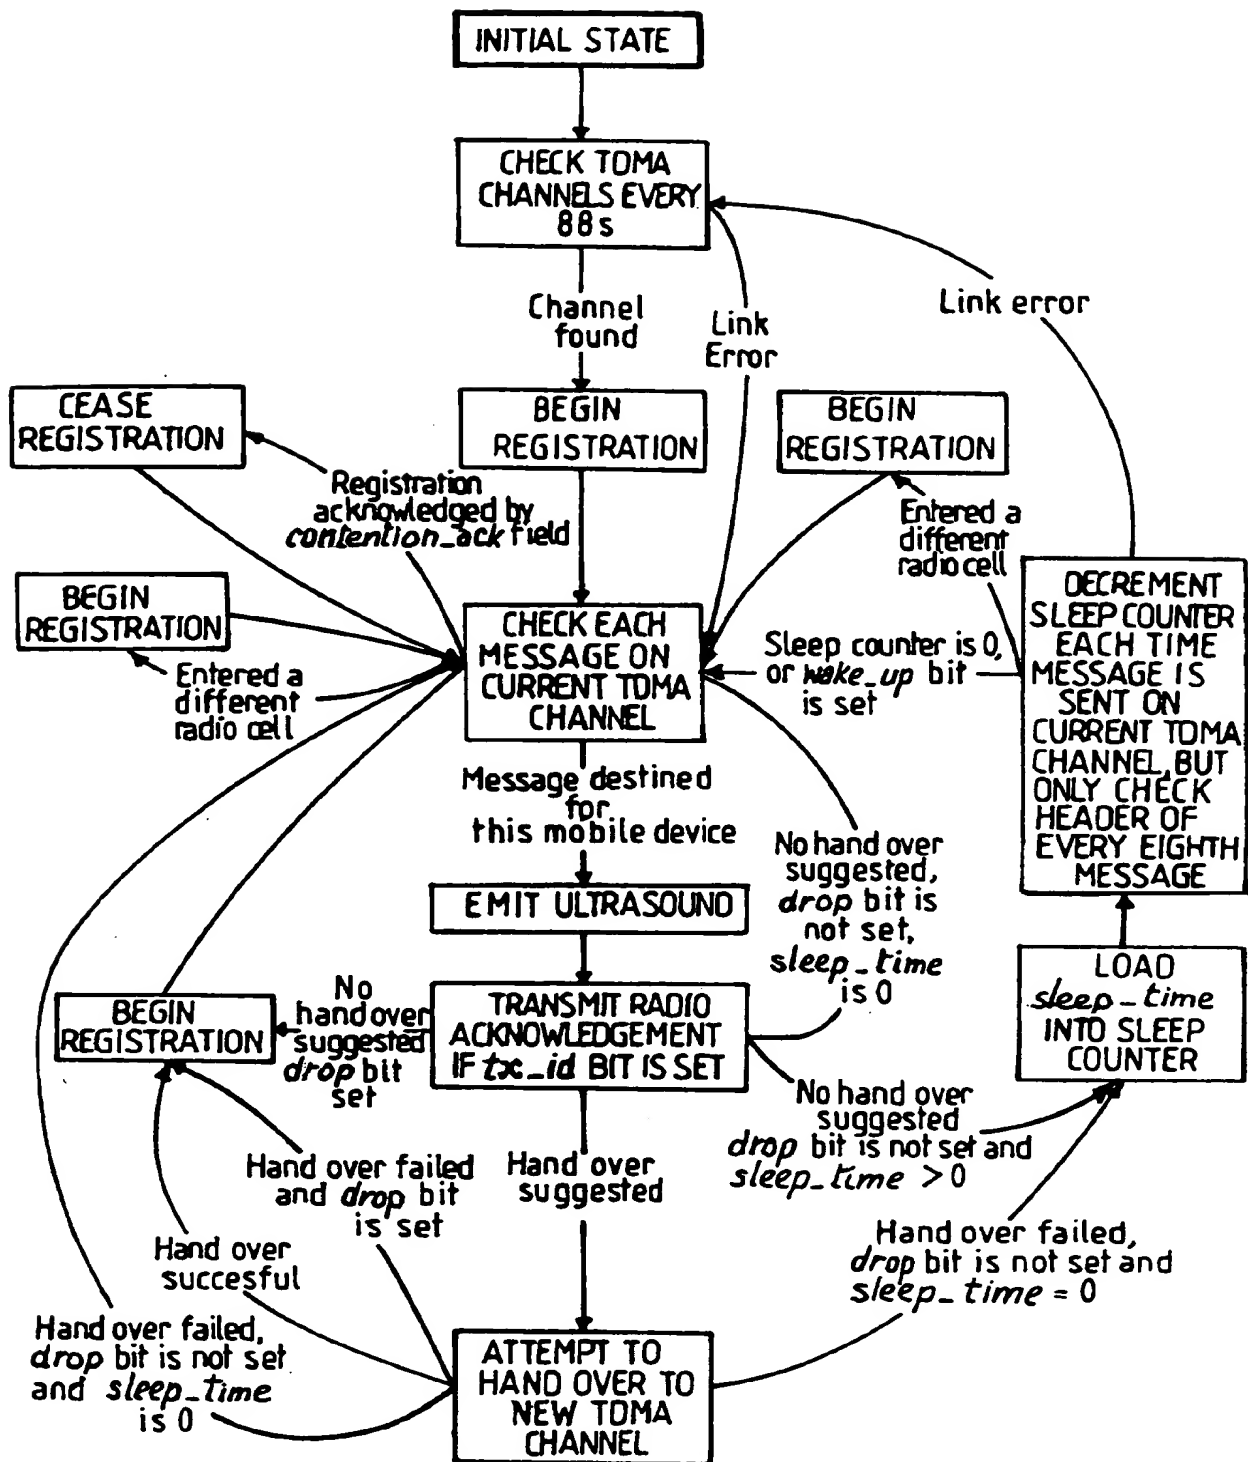 INITIAL STATE
CHECK TDMA
CHANNELS EVERY
88s
Channel
found
Link
Error
Link error
CEASE
REGISTRATION
BEGIN
REGISTRATION
BEGIN
REGISTRATION
Registration
acknowledged by
contention_ack field
Entered a
different
radio cell
BEGIN
REGISTRATION
Entered a
different
radio cell
CHECK EACH
MESSAGE ON
CURRENT TDMA
CHANNEL
Sleep counter is 0,
or wake_up bit
is set
DECREMENT
SLEEP COUNTER
EACH TIME
MESSAGE IS
SENT ON
CURRENT TDMA
CHANNEL, BUT
ONLY CHECK
HEADER OF
EVERY EIGHTH
MESSAGE
Message destined
for
this mobile device
EMIT ULTRASOUND
No hand over
suggested,
drop bit is
not set,
sleep_time
is 0
LOAD
sleep_time
INTO SLEEP
COUNTER
BEGIN
REGISTRATION
No
hand over
suggested
drop bit
set
TRANSMIT RADIO
ACKNOWLEDGEMENT
IF tx_id BIT IS SET
No hand over
suggested
drop bit is not set and
sleep_time > 0
Hand over failed
and drop bit
is set
Hand over
suggested
Hand over
succesful
Hand over failed,
drop bit is not set and
sleep_time = 0
Hand over failed,
drop bit is not set
and sleep_time
is 0
ATTEMPT TO
HAND OVER TO
NEW TDMA
CHANNEL